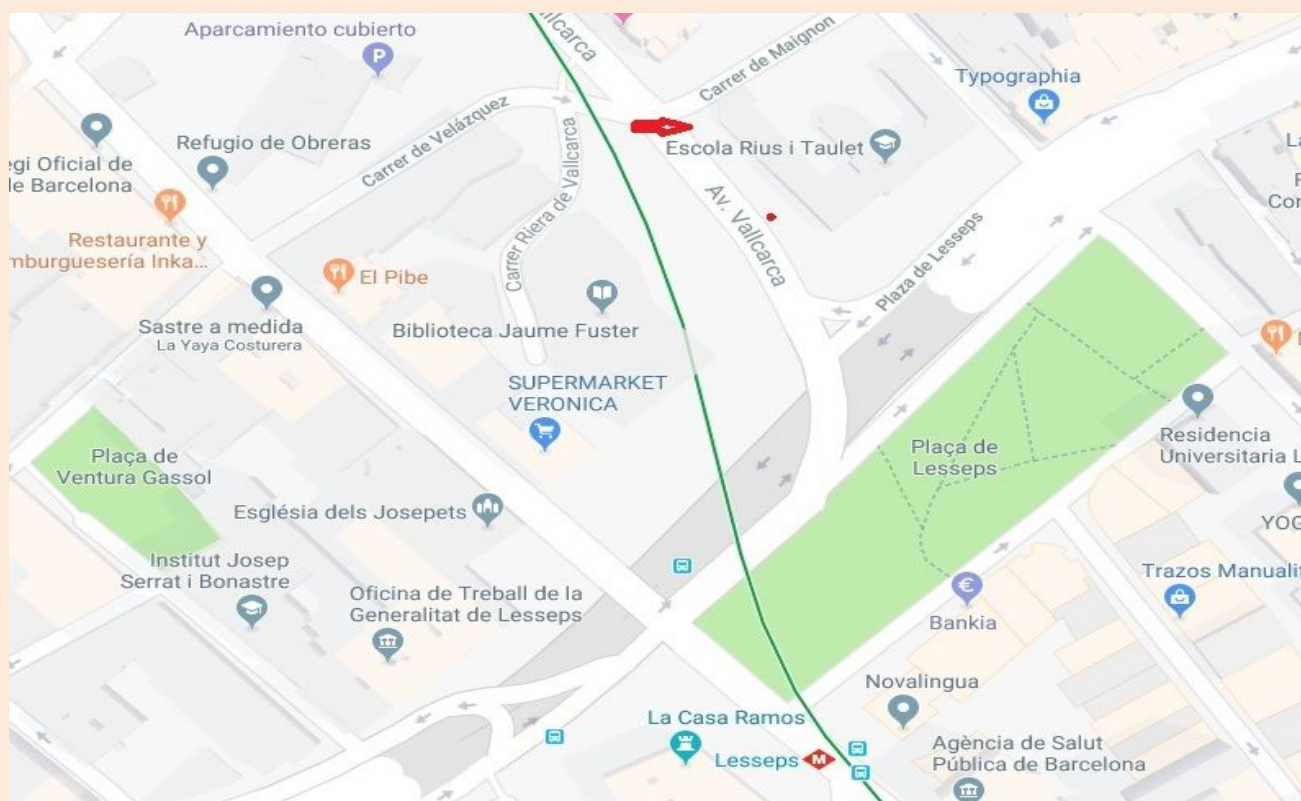 allcarca
Aparcamiento cubierto
P
Carrer de Maignon
Typographia
Carrer de Velázquez
Refugio de Obreras
Escola Rius i Taulet
egi Oficial de
de Barcelona
Carrer Riera de Vallcarca
Av. Vallcarca
Restaurante y
mburguesería Inka...
El Pibe
Plaza de Lesseps
Sastre a medida
La Yaya Costurera
Biblioteca Jaume Fuster
SUPERMARKET
VERONICA
Plaça de
Ventura Gassol
Plaça de
Lesseps
Residencia
Universitaria L
Església dels Josepets
YOG
Institut Josep
Serrat i Bonastre
Oficina de Treball de la
Generalitat de Lesseps
Trazos Manualit
€
Bankia
Novalingua
La Casa Ramos
Lesseps
M
Agència de Salut
Pública de Barcelona